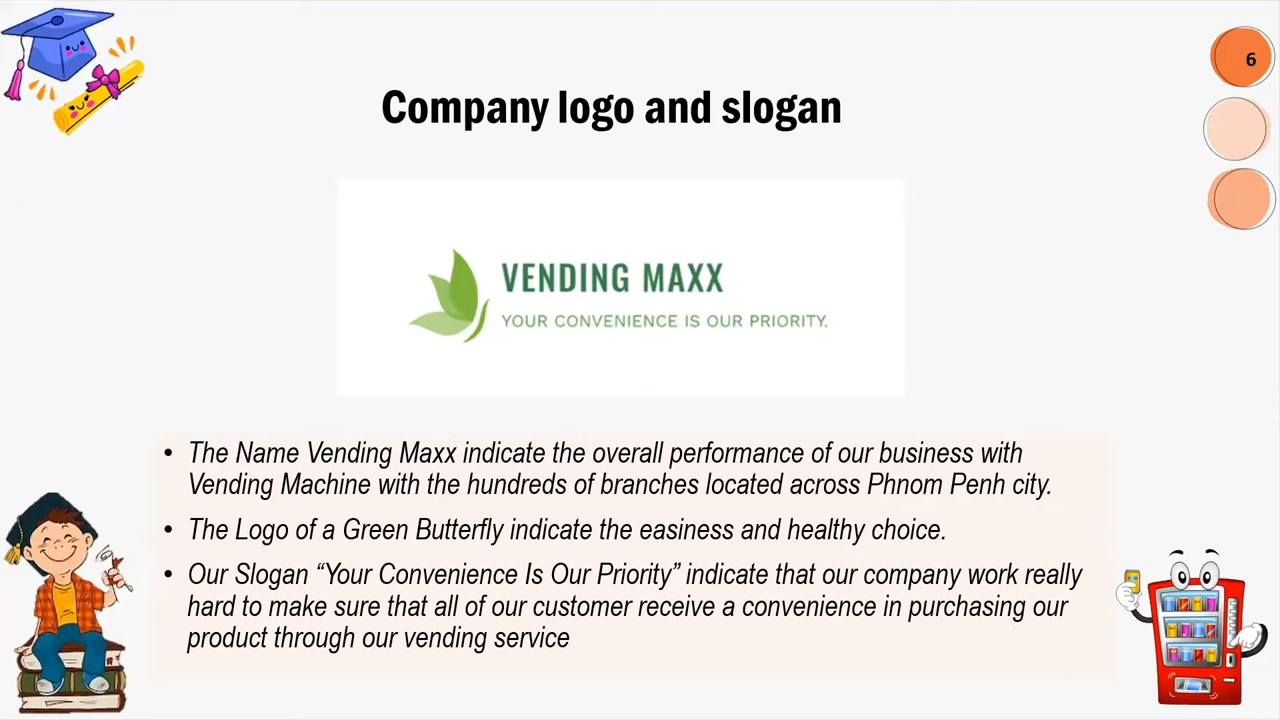 6
Company logo and slogan
VENDING MAXX
YOUR CONVENIENCE IS OUR PRIORITY.
• The Name Vending Maxx indicate the overall performance of our business with
Vending Machine with the hundreds of branches located across Phnom Penh city.
• The Logo of a Green Butterfly indicate the easiness and healthy choice.
• Our Slogan “Your Convenience Is Our Priority” indicate that our company work really
hard to make sure that all of our customer receive a convenience in purchasing our
product through our vending service